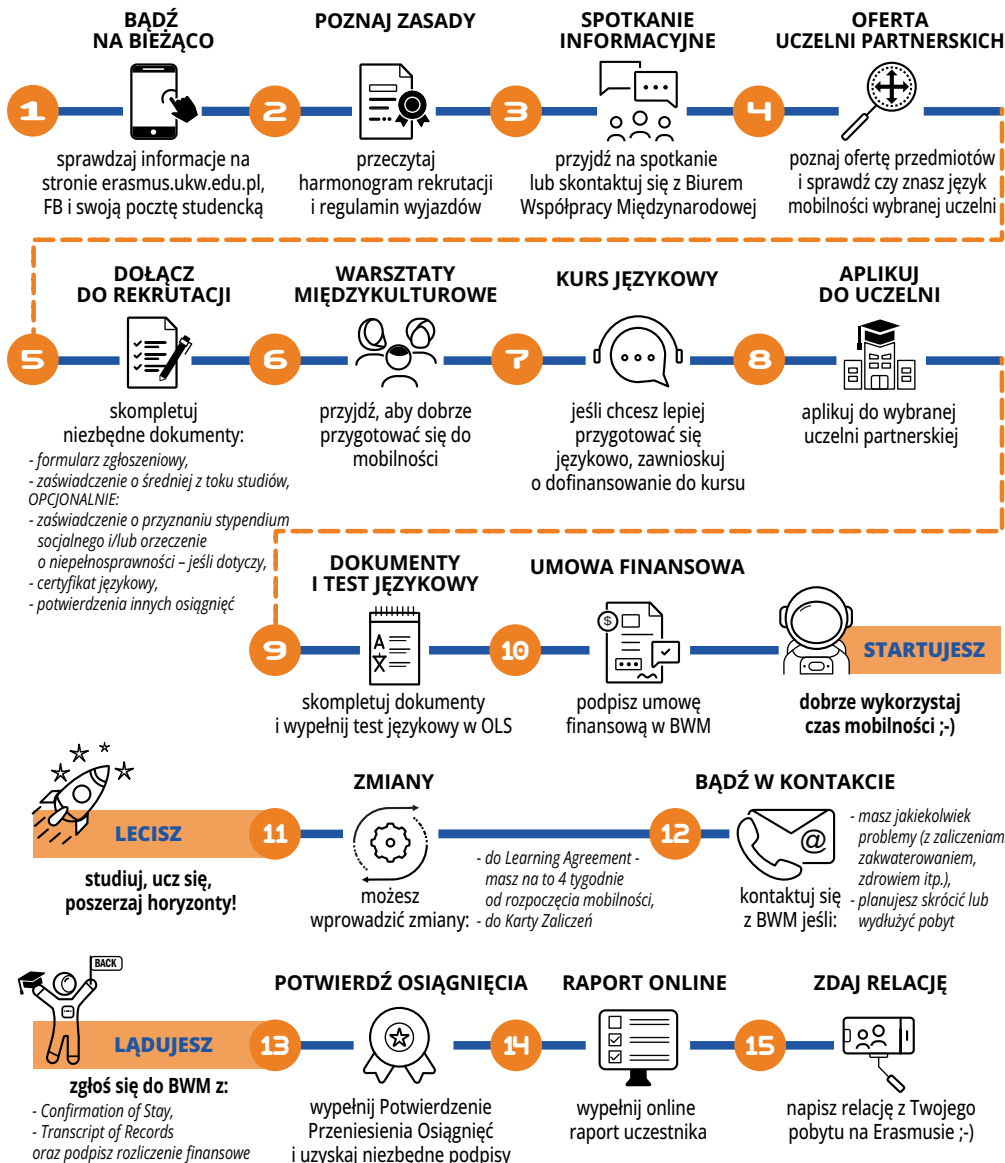 BĄDŹ
NA BIEŻĄCO
1
sprawdzaj informacje na
stronie erasmus.ukw.edu.pl,
FB i swoją pocztę studencką
POZNAJ ZASADY
2
przeczytaj
harmonogram rekrutacji
i regulamin wyjazdów
SPOTKANIE
INFORMACYJNE
3
przyjdź na spotkanie
lub skontaktuj się z Biurem
Współpracy Międzynarodowej
OFERTA
UCZELNI PARTNERSKICH
4
poznaj ofertę przedmiotów
i sprawdź czy znasz język
mobilności wybranej uczelni
DOŁĄCZ
DO REKRUTACJI
5
skompletuj
niezbędne dokumenty:
- formularz zgłoszeniowy,
- zaświadczenie o średniej z toku studiów,
OPCJONALNIE:
- zaświadczenie o przyznaniu stypendium
socjalnego i/lub orzeczenie
o niepełnosprawności – jeśli dotyczy,
- certyfikat językowy,
- potwierdzenia innych osiągnięć
WARSZTATY
MIĘDZYKULTUROWE
6
przyjdź, aby dobrze
przygotować się do
mobilności
KURS JĘZYKOWY
7
jeśli chcesz lepiej
przygotować się
językowo, zawnioskuj
o dofinansowanie do kursu
APLIKUJ
DO UCZELNI
8
aplikuj do wybranej
uczelni partnerskiej
DOKUMENTY
I TEST JĘZYKOWY
9
A
skompletuj dokumenty
i wypełnij test językowy w OLS
UMOWA FINANSOWA
10
$
podpisz umowę
finansową w BWM
STARTUJESZ
dobrze wykorzystaj
czas mobilności ;-)
LECISZ
studiuj, ucz się,
poszerzaj horyzonty!
ZMIANY
11
możesz
wprowadzić zmiany:
- do Learning Agreement -
masz na to 4 tygodnie
od rozpoczęcia mobilności,
- do Karty Zaliczeń
BĄDŹ W KONTAKCIE
12
@
kontaktuj się
z BWM jeśli:
- masz jakiekolwiek
problemy (z zaliczeniam
zakwaterowaniem,
zdrowiem itp.),
- planujesz skrócić lub
wydłużyć pobyt
BACK
LĄDUJESZ
zgłoś się do BWM z:
- Confirmation of Stay,
- Transcript of Records
oraz podpisz rozliczenie finansowe
POTWIERDŹ OSIĄGNIĘCIA
13
wypełnij Potwierdzenie
Przeniesienia Osiągnięć
i uzyskaj niezbędne podpisy
RAPORT ONLINE
14
wypełnij online
raport uczestnika
ZDAJ RELACJĘ
15
napisz relację z Twojego
pobytu na Erasmusie ;-)